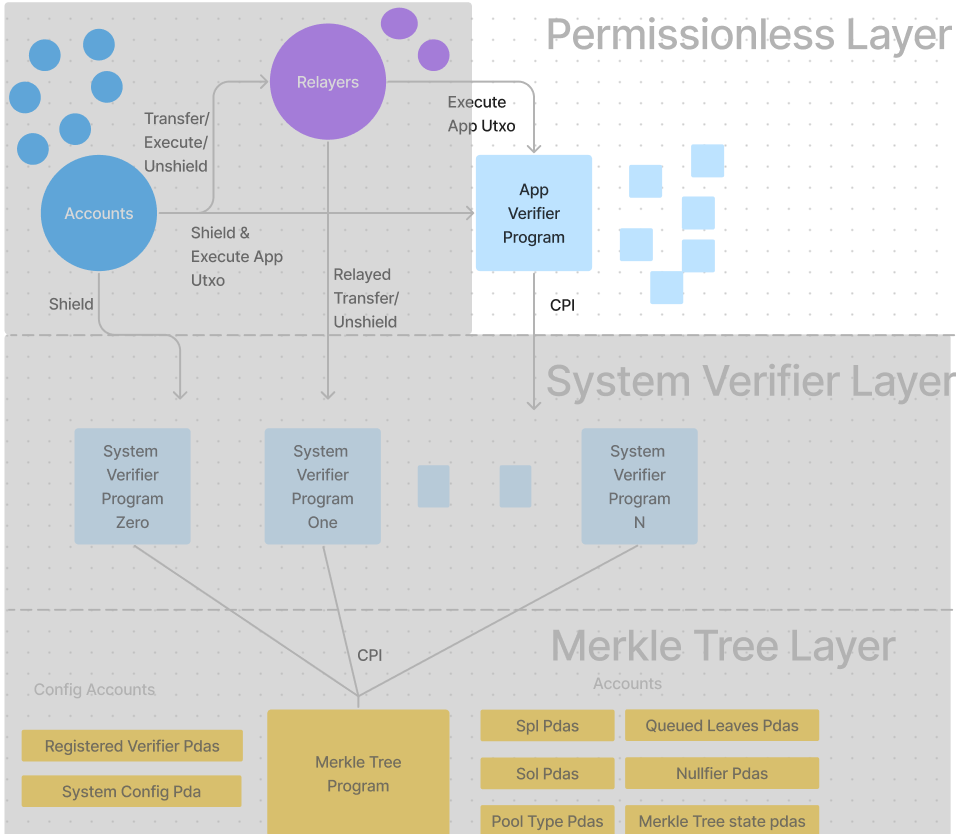 Permissionless Layer
Relayers
Execute
App Utxo
Transfer/
Execute/
Unshield
App
Verifier
Program
Accounts
Shield &
Execute App
Utxo
Relayed
Transfer/
Unshield
Shield
CPI
System Verifier Layer
System
Verifier
Program
Zero
System
Verifier
Program
One
System
Verifier
Program
N
Merkle Tree Layer
CPI
Config Accounts
Accounts
Registered Verifier Pdas
System Config Pda
Merkle Tree
Program
Spl Pdas
Queued Leaves Pdas
Sol Pdas
Nullfier Pdas
Pool Type Pdas
Merkle Tree state pdas